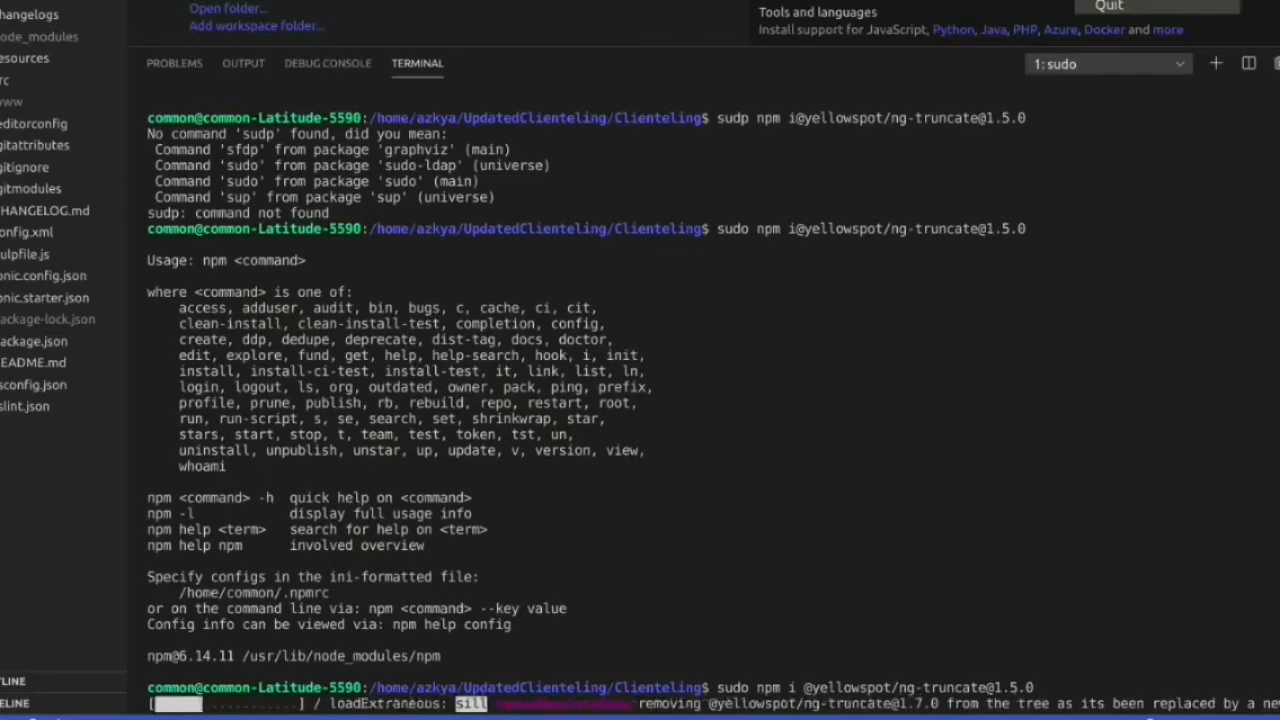 hangelogs
ode_modules
esources
rc
www
editorconfig
gitattributes
gitignore
gitmodules
HANGELOG.md
onfig.xml
ulpfile.js
onic.config.json
onic.starter.json
ackage-lock.json
ackage.json
EADME.md
sconfig.json
slint.json
TLINE
ELINE
Open folder...
Add workspace folder...
Tools and languages
Install support for JavaScript, Python, Java, PHP, Azure, Docker and more
Quit
PROBLEMS OUTPUT DEBUG CONSOLE TERMINAL
1: sudo
common@common-Latitude-5590:/home/azkya/UpdatedClienteling/Clienteling$ sudp npm i@yellowspot/ng-truncate@1.5.0
No command 'sudp' found, did you mean:
Command 'sfdp' from package 'graphviz' (main)
Command 'sudo' from package 'sudo-ldap' (universe)
Command 'sudo' from package 'sudo' (main)
Command 'sup' from package 'sup' (universe)
sudp: command not found
common@common-Latitude-5590:/home/azkya/UpdatedClienteling/Clienteling$ sudo npm i@yellowspot/ng-truncate@1.5.0
Usage: npm <command>
where <command> is one of:
access, adduser, audit, bin, bugs, c, cache, ci, cit,
clean-install, clean-install-test, completion, config,
create, ddp, dedupe, deprecate, dist-tag, docs, doctor,
edit, explore, fund, get, help, help-search, hook, i, init,
install, install-ci-test, install-test, it, link, list, ln,
login, logout, ls, org, outdated, owner, pack, ping, prefix,
profile, prune, publish, rb, rebuild, repo, restart, root,
run, run-script, s, se, search, set, shrinkwrap, star,
stars, start, stop, t, team, test, token, tst, un,
uninstall, unpublish, unstar, up, update, v, version, view,
whoami
npm <command> -h quick help on <command>
npm -l display full usage info
npm help <term> search for help on <term>
npm help npm involved overview
Specify configs in the ini-formatted file:
/home/common/.npmrc
or on the command line via: npm <command> --key value
Config info can be viewed via: npm help config
npm@6.14.11 /usr/lib/node_modules/npm
common@common-Latitude-5590:/home/azkya/UpdatedClienteling/Clienteling$ sudo npm i @yellowspot/ng-truncate@1.5.0
[ ...........] / loadExtraneous: sill removing @yellowspot/ng-truncate@1.7.0 from the tree as its been replaced by a ne